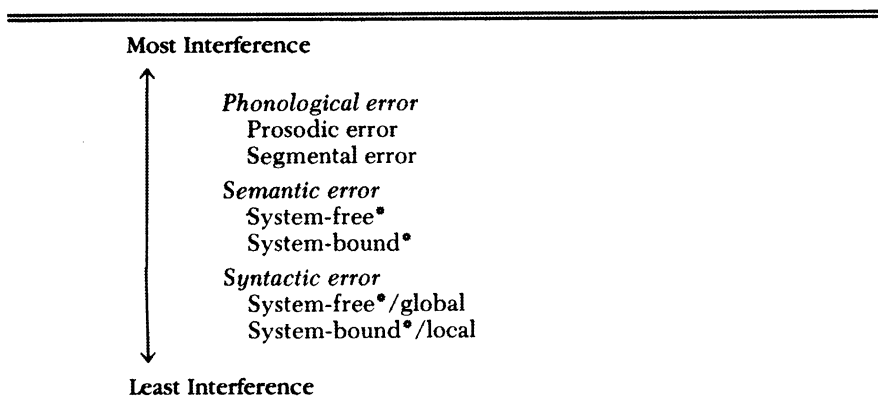 Most Interference
Phonological error
Prosodic error
Segmental error
Semantic error
System-free*
System-bound*
Syntactic error
System-free*/global
System-bound*/local
Least Interference